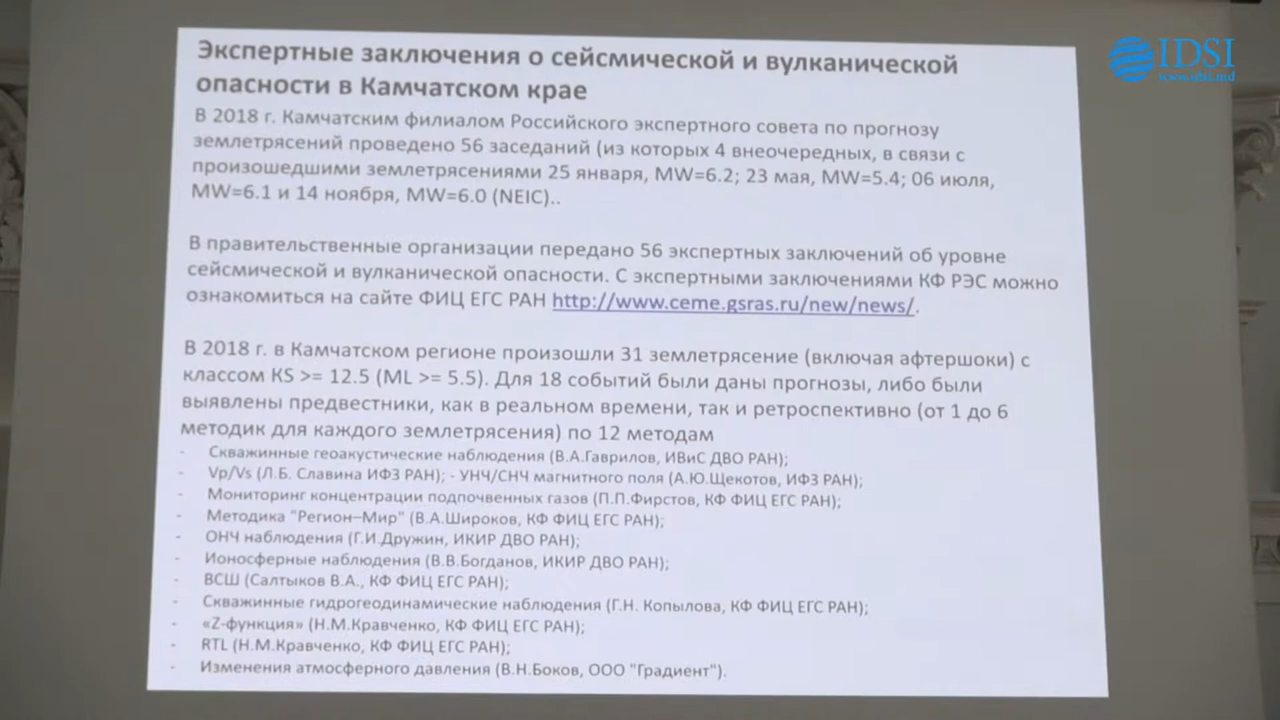 Экспертные заключения о сейсмической и вулканической
опасности в Камчатском крае
В 2018 г. Камчатским филиалом Российского экспертного совета по прогнозу
землетрясений проведено 56 заседаний (из которых 4 внеочередных, в связи с
произошедшими землетрясениями 25 января, MW=6.2; 23 мая, MW=5.4; 06 июля,
MW=6.1 и 14 ноября, MW=6.0 (NEIC)..
В правительственные организации передано 56 экспертных заключений об уровне
сейсмической и вулканической опасности. С экспертными заключениями КФ РЭС можно
ознакомиться на сайте ФИЦ ЕГС РАН http://www.ceme.gsras.ru/new/news/.
В 2018 г. в Камчатском регионе произошли 31 землетрясение (включая афтершоки) с
классом KS >= 12.5 (ML >= 5.5). Для 18 событий были даны прогнозы, либо были
выявлены предвестники, как в реальном времени, так и ретроспективно (от 1 до 6
методик для каждого землетрясения) по 12 методам
- Скважинные геоакустические наблюдения (В.А.Гаврилов, ИВиС ДВО РАН);
- Vp/Vs (Л.Б. Славина ИФЗ РАН); - УНЧ/СНЧ магнитного поля (А.Ю.Щекотов, ИФЗ РАН);
- Мониторинг концентрации подпочвенных газов (П.П.Фирстов, КФ ФИЦ ЕГС РАН);
- Методика "Регион–Мир" (В.А.Широков, КФ ФИЦ ЕГС РАН);
- ОНЧ наблюдения (Г.И.Дружин, ИКИР ДВО РАН);
- Ионосферные наблюдения (В.В.Богданов, ИКИР ДВО РАН);
- ВСШ (Салтыков В.А., КФ ФИЦ ЕГС РАН);
- Скважинные гидрогеодинамические наблюдения (Г.Н. Копылова, КФ ФИЦ ЕГС РАН);
- «Z-функция» (Н.М.Кравченко, КФ ФИЦ ЕГС РАН);
- RTL (Н.М.Кравченко, КФ ФИЦ ЕГС РАН);
- Изменения атмосферного давления (В.Н.Боков, ООО "Градиент").
IDSI
www.idsi.md